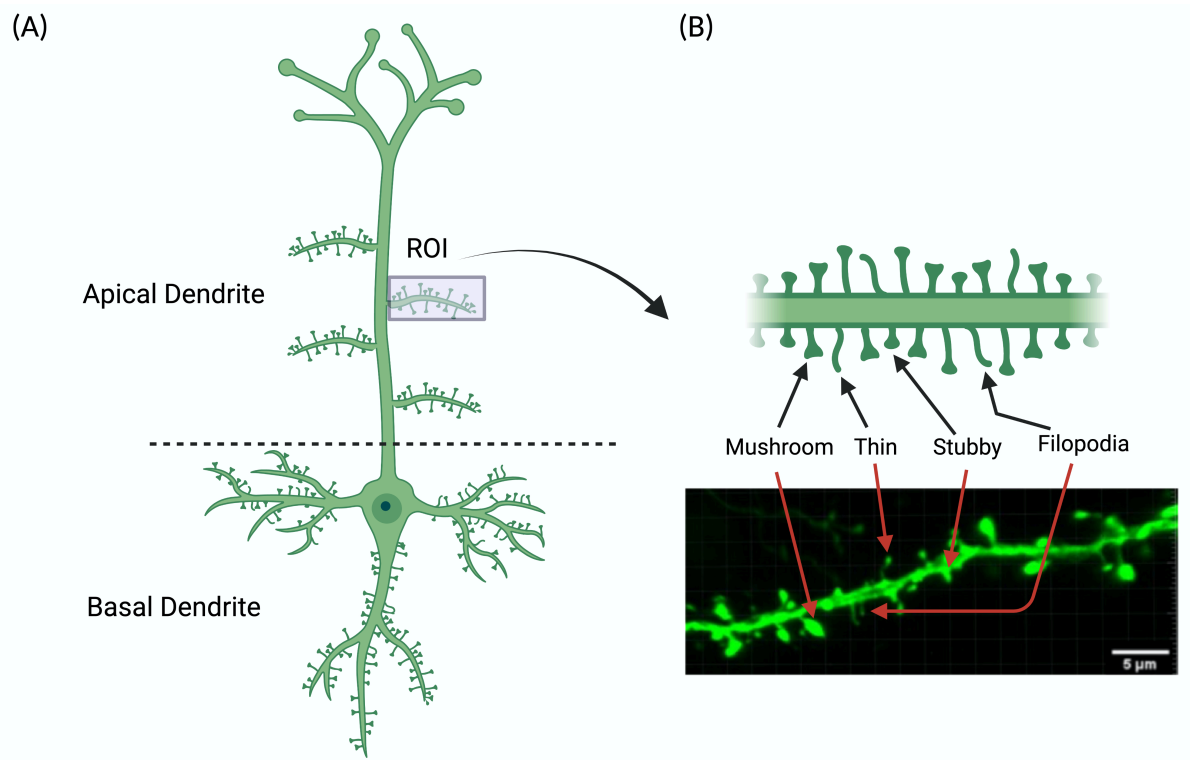 (A)
(B)
ROI
Apical Dendrite
Mushroom
Thin
Stubby
Filopodia
Basal Dendrite
5 µm